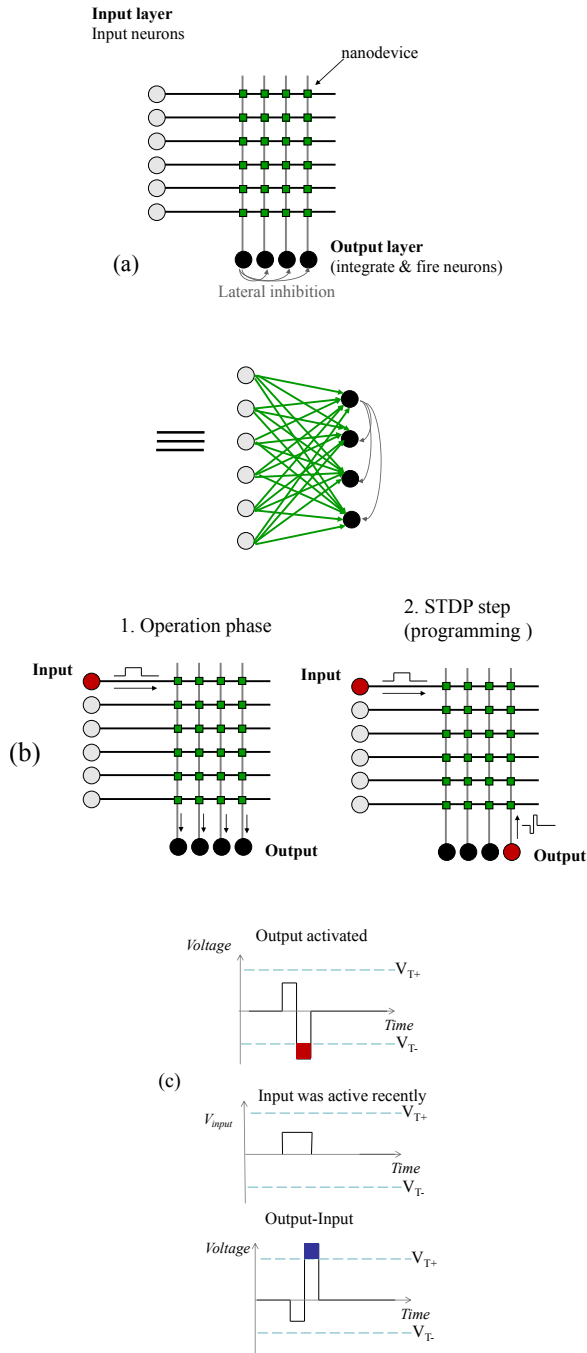 Input layer
Input neurons
nanodevice
(a)
Output layer
(integrate & fire neurons)
Lateral inhibition
1. Operation phase
2. STDP step
(programming )
Input
Input
(b)
Output
Output
Output activated
Voltage
VT+
Time
VT-
(c)
Input was active recently
Vinput
VT+
Time
VT-
Output-Input
Voltage
VT+
Time
VT-